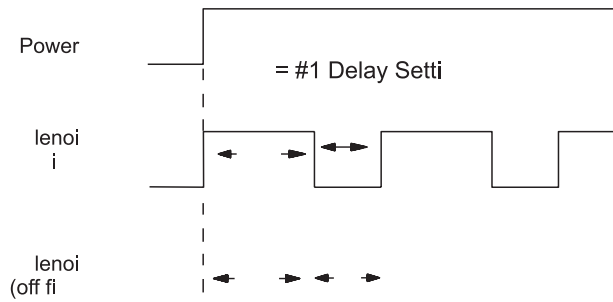 Power
= #1 Delay Setti
lenoi
i
lenoi
(off fi